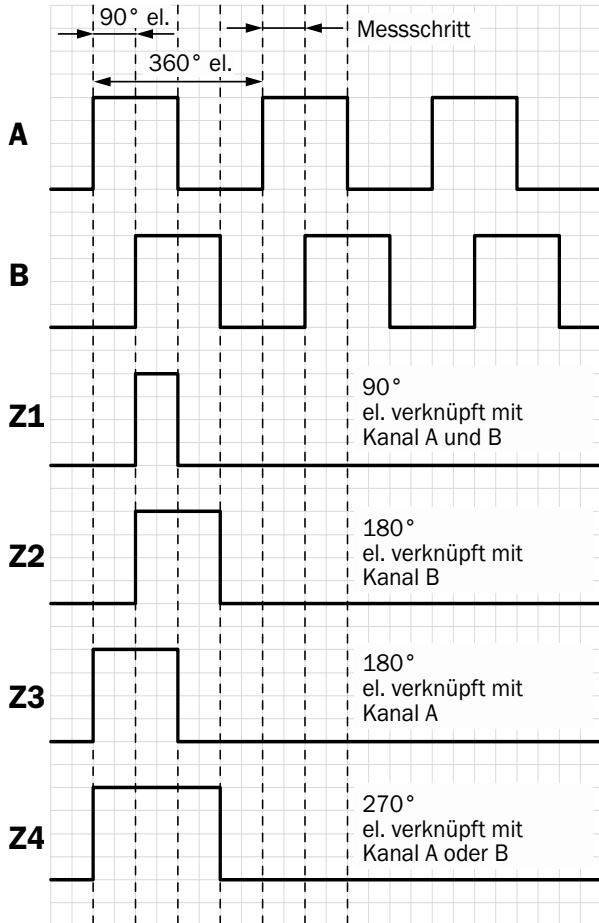 90° el.
Messschritt
360° el.
A
B
Z1
90°
el. verknüpft mit
Kanal A und B
Z2
180°
el. verknüpft mit
Kanal B
Z3
180°
el. verknüpft mit
Kanal A
Z4
270°
el. verknüpft mit
Kanal A oder B